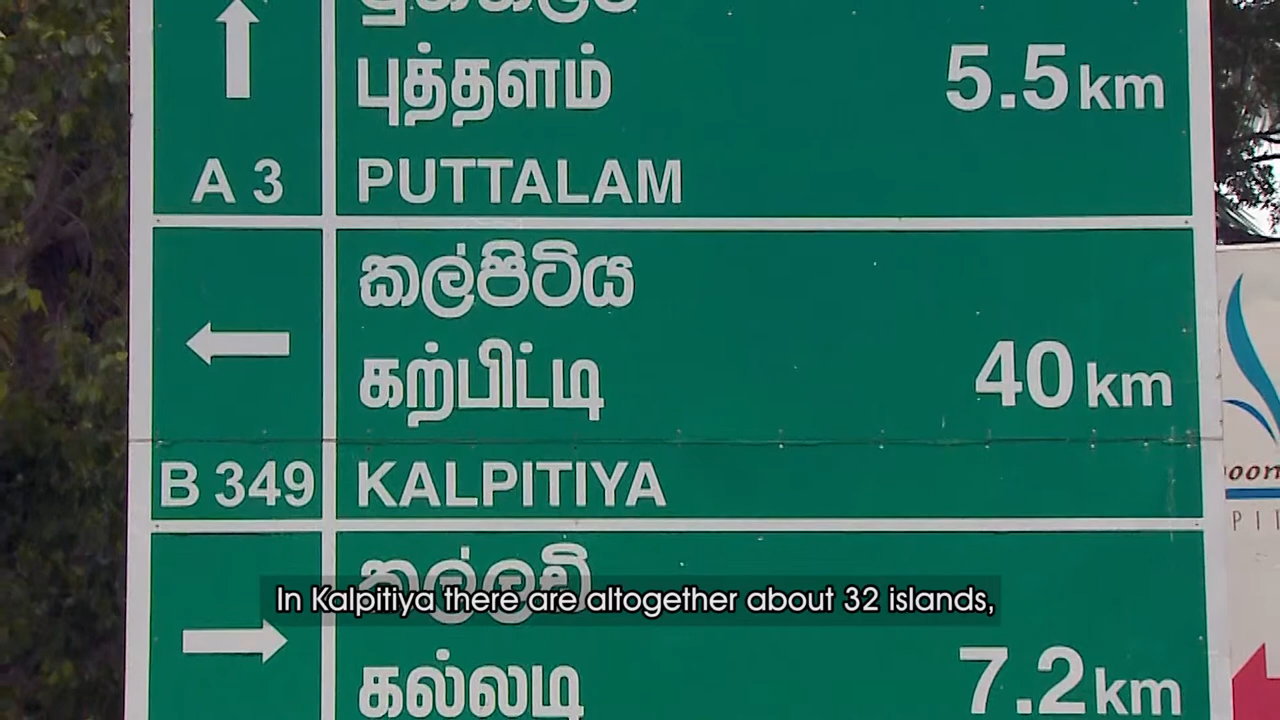 පුත්තලම
புத்தளம்
5.5 km
A 3
PUTTALAM
කල්පිටිය
கற்பிட்டி
40 km
B 349
KALPITIYA
In Kalpitiya there are altogether about 32 islands,
கல்லடி
7.2 km